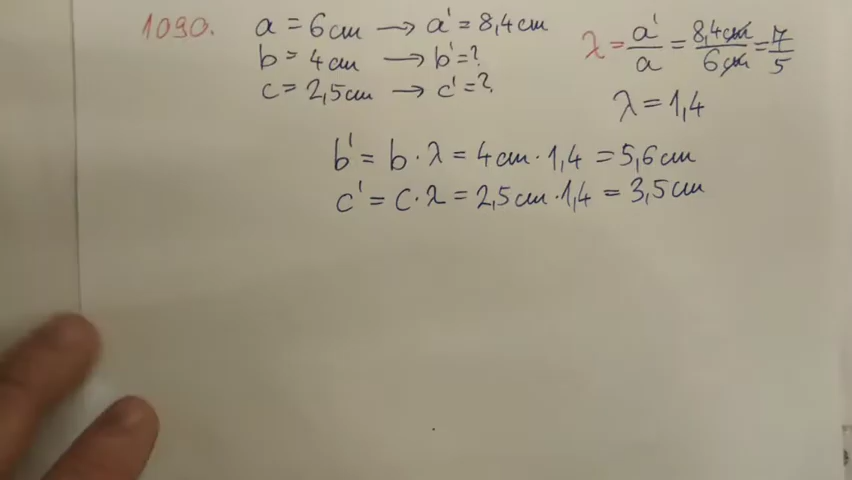 1090. a = 6cm → a' = 8,4cm λ = a'/a = 8,4cm/6cm = 7/5
b = 4cm → b' = ?
c = 2,5cm → c' = ?
λ = 1,4
b' = b · λ = 4cm · 1,4 = 5,6cm
c' = c · λ = 2,5cm · 1,4 = 3,5cm